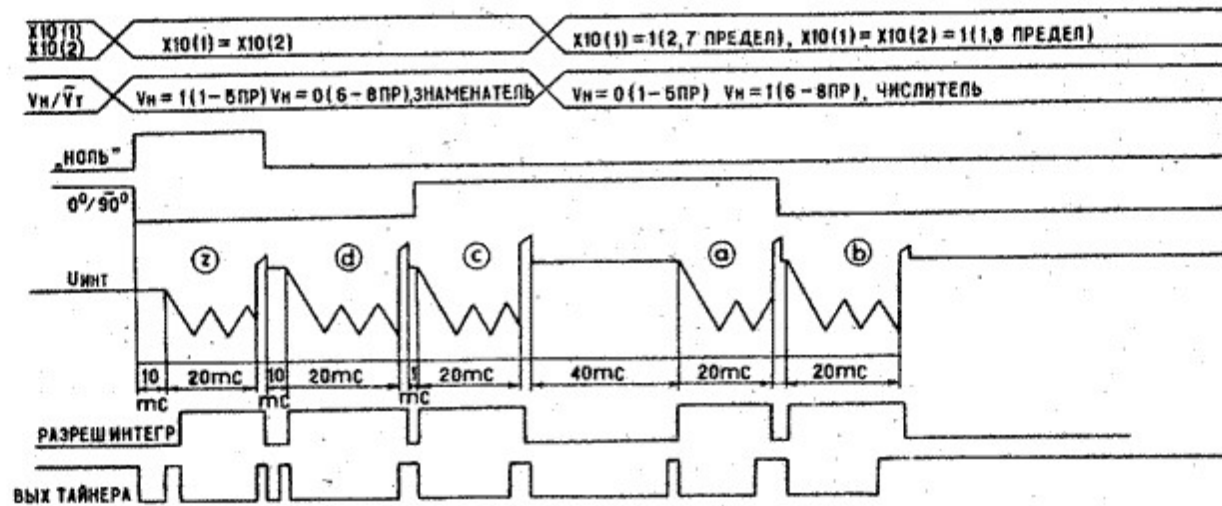 X10(1)
X10(2)
X10(1) = X10(2)
X10(1) = 1(2,7 ПРЕДЕЛ), X10(1) = X10(2) = 1(1,8 ПРЕДЕЛ)
Vн/V̄т
Vн = 1(1-5ПР) Vн = 0(6-8ПР), ЗНАМЕНАТЕЛЬ
Vн = 0(1-5ПР) Vн = 1(6-8ПР), ЧИСЛИТЕЛЬ
„НОЛЬ"
0°/9̄0°
z
d
c
a
b
Uинт
10
mc
20mc
10
mc
20mc
1
mc
20mc
40mc
20mc
20mc
РАЗРЕШ ИНТЕГР
ВЫХ ТАЙНЕРА